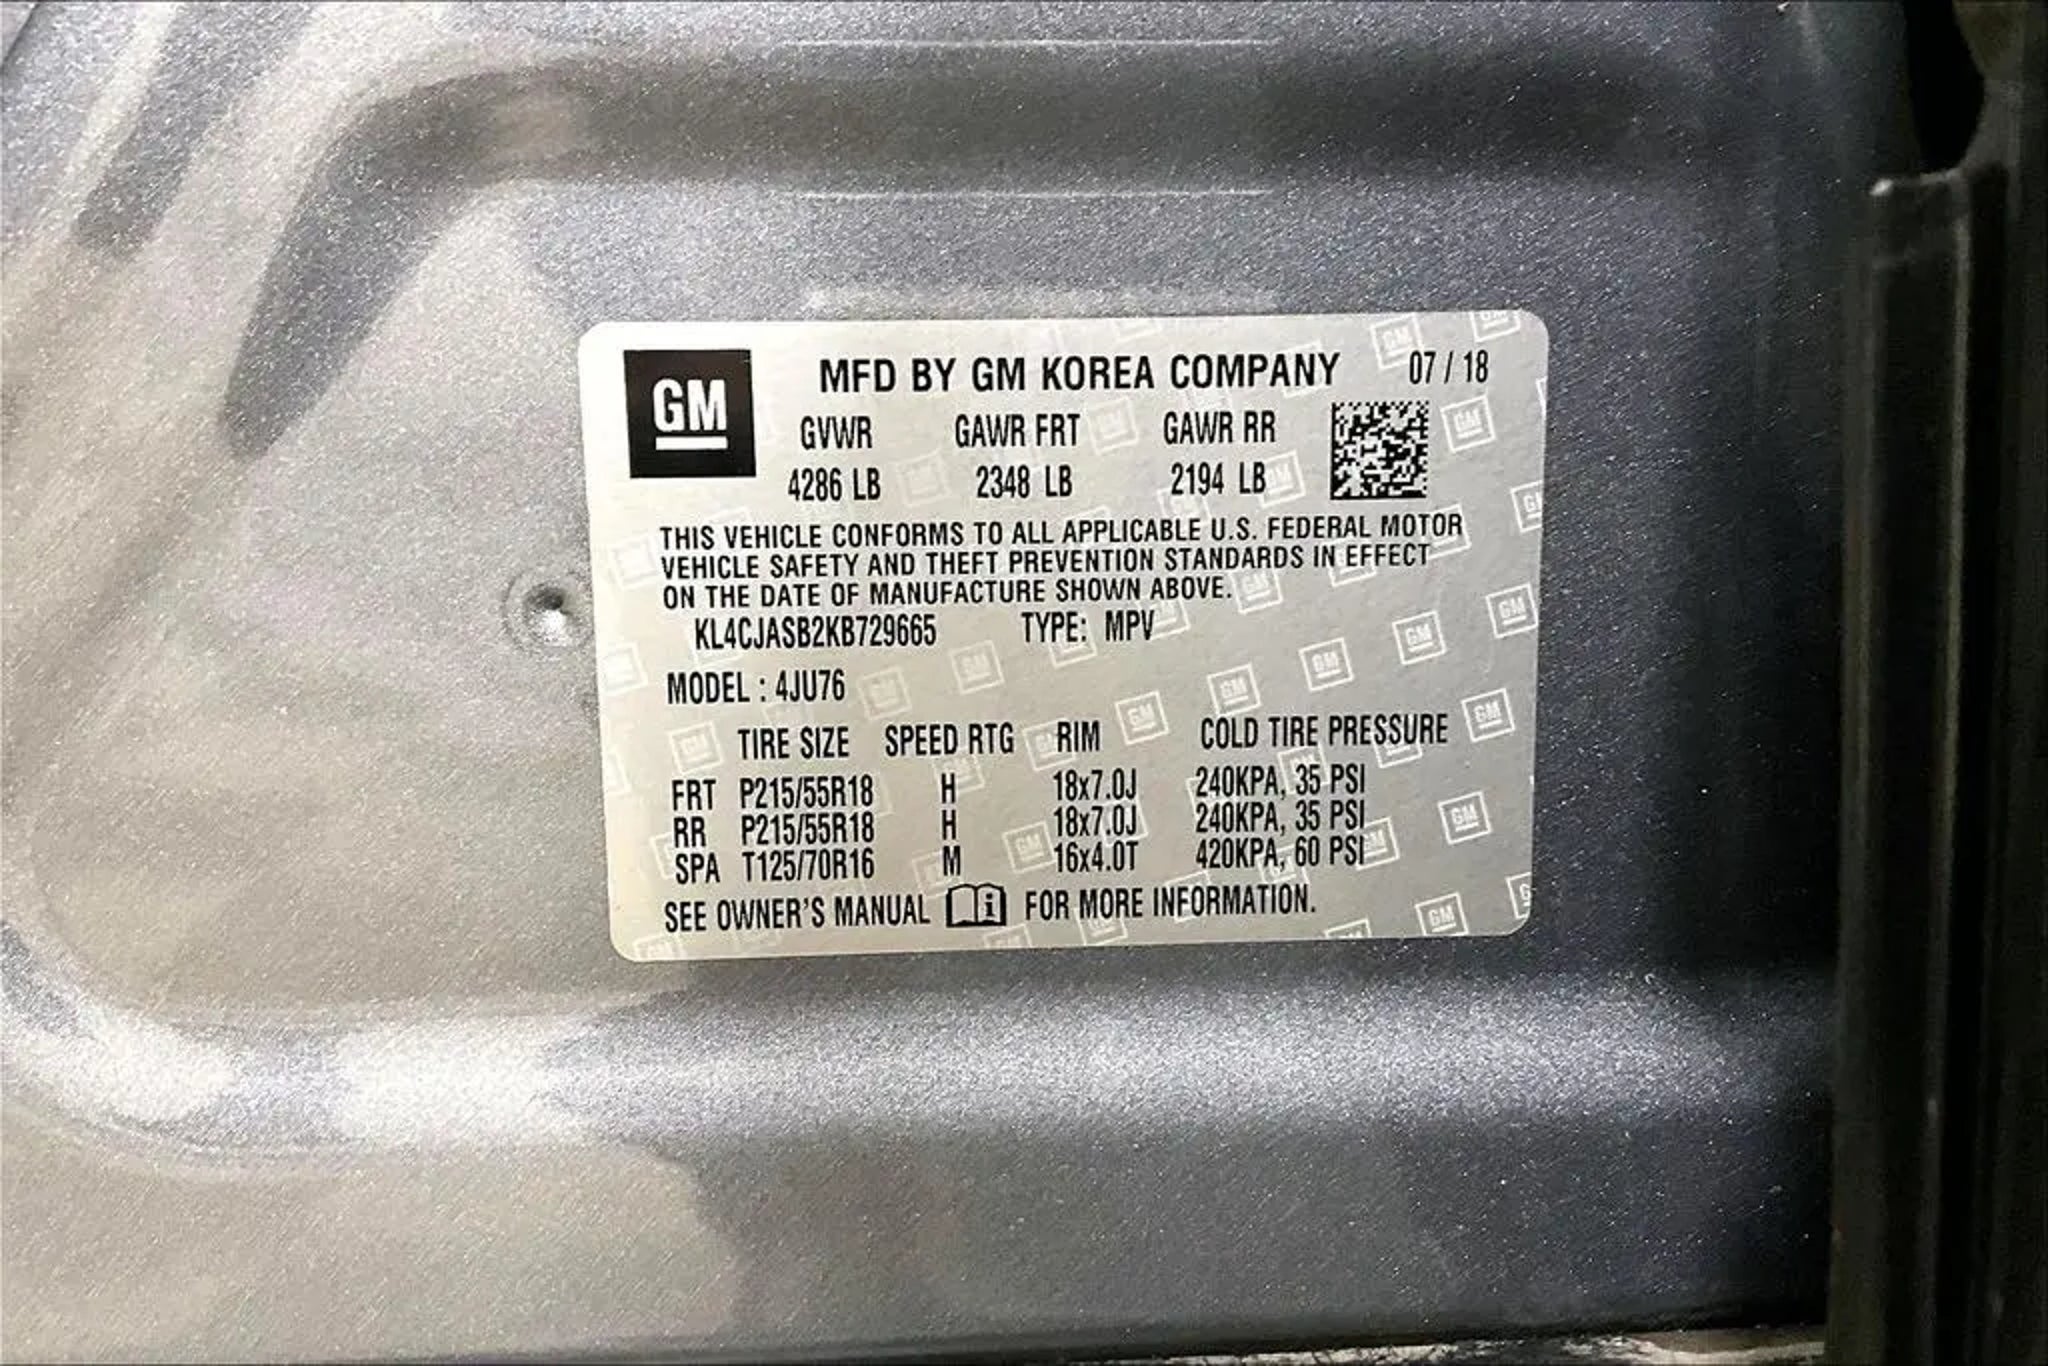 GM
MFD BY GM KOREA COMPANY 07 / 18
GVWR GAWR FRT GAWR RR
4286 LB 2348 LB 2194 LB
THIS VEHICLE CONFORMS TO ALL APPLICABLE U.S. FEDERAL MOTOR
VEHICLE SAFETY AND THEFT PREVENTION STANDARDS IN EFFECT
ON THE DATE OF MANUFACTURE SHOWN ABOVE.
KL4CJASB2KB729665 TYPE: MPV
MODEL : 4JU76
TIRE SIZE SPEED RTG RIM COLD TIRE PRESSURE
FRT P215/55R18 H 18x7.0J 240KPA, 35 PSI
RR P215/55R18 H 18x7.0J 240KPA, 35 PSI
SPA T125/70R16 M 16x4.0T 420KPA, 60 PSI
SEE OWNER'S MANUAL i FOR MORE INFORMATION.